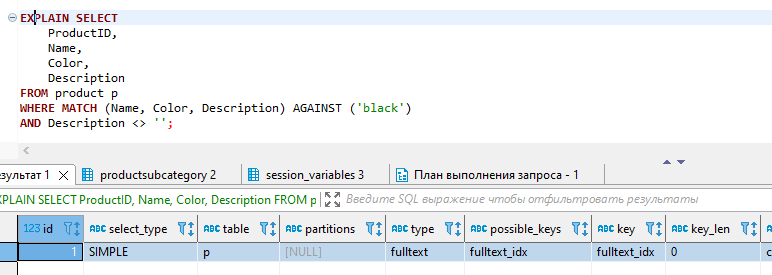 EXPLAIN SELECT
ProductID,
Name,
Color,
Description
FROM product p
WHERE MATCH (Name, Color, Description) AGAINST ('black')
AND Description <> '';
езультат 1 productsubcategory 2 session_variables 3 План выполнения запроса - 1
EXPLAIN SELECT ProductID, Name, Color, Description FROM p Введите SQL выражение чтобы отфильтровать результаты
123 id ABC select_type ABC table ABC partitions ABC type ABC possible_keys ABC key ABC key_len
1 SIMPLE p [NULL] fulltext fulltext_idx fulltext_idx 0 c